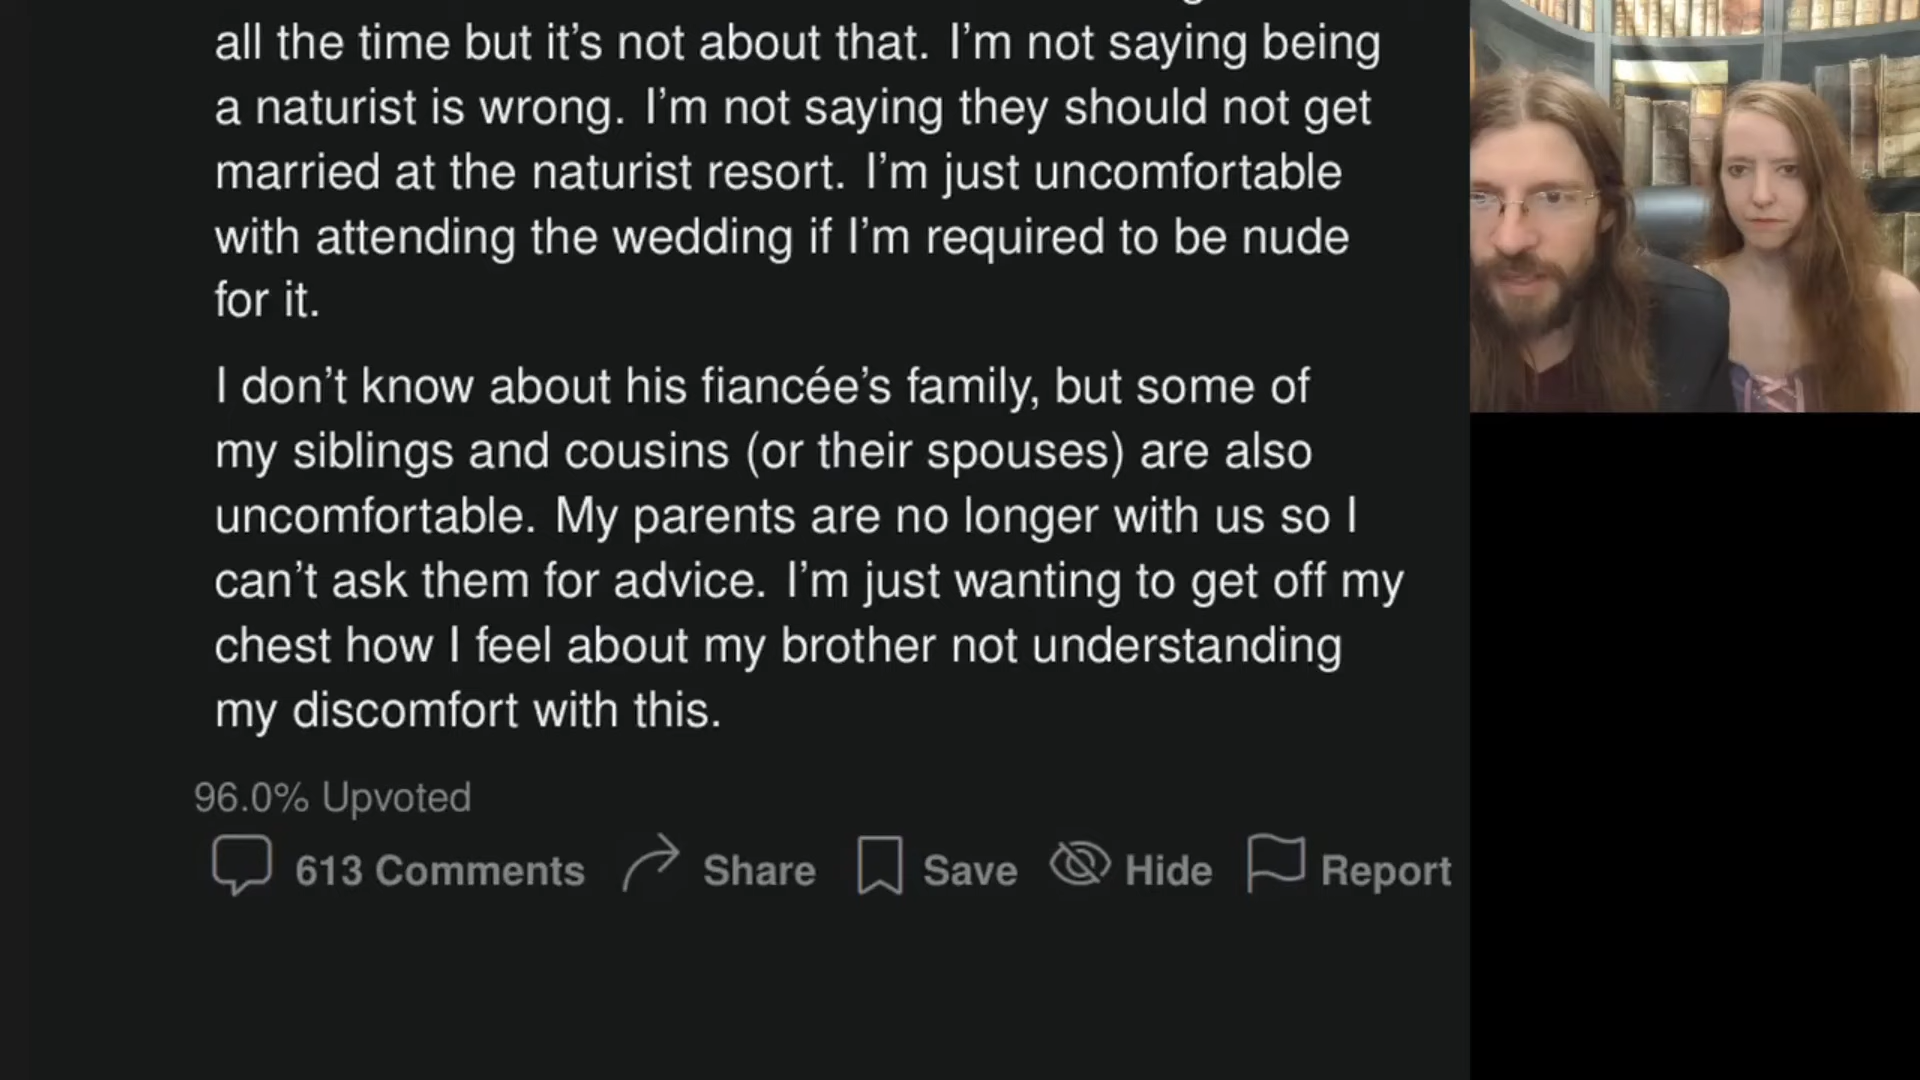 all the time but it’s not about that. I’m not saying being
a naturist is wrong. I’m not saying they should not get
married at the naturist resort. I’m just uncomfortable
with attending the wedding if I’m required to be nude
for it.
I don’t know about his fiancée’s family, but some of
my siblings and cousins (or their spouses) are also
uncomfortable. My parents are no longer with us so I
can’t ask them for advice. I’m just wanting to get off my
chest how I feel about my brother not understanding
my discomfort with this.
96.0% Upvoted
613 Comments Share Save Hide Report